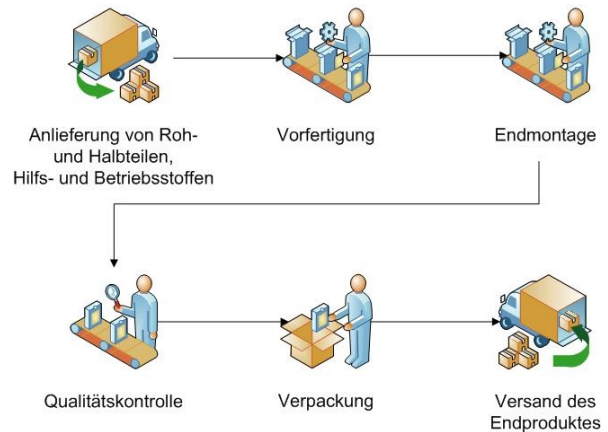 Anlieferung von Roh-
und Halbteilen,
Hilfs- und Betriebsstoffen
Vorfertigung
Endmontage
Qualitätskontrolle
Verpackung
Versand des
Endproduktes